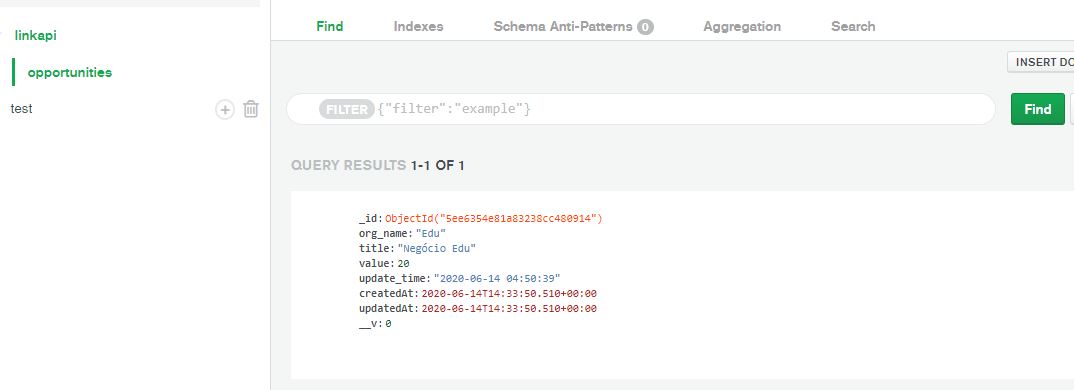 linkapi
opportunities
test
Find Indexes Schema Anti-Patterns 0 Aggregation Search
INSERT DO
FILTER {"filter":"example"}
Find
QUERY RESULTS 1-1 OF 1
_id: ObjectId("5ee6354e81a83238cc480914")
org_name: "Edu"
title: "Negócio Edu"
value: 20
update_time: "2020-06-14 04:50:39"
createdAt: 2020-06-14T14:33:50.510+00:00
updatedAt: 2020-06-14T14:33:50.510+00:00
__v: 0